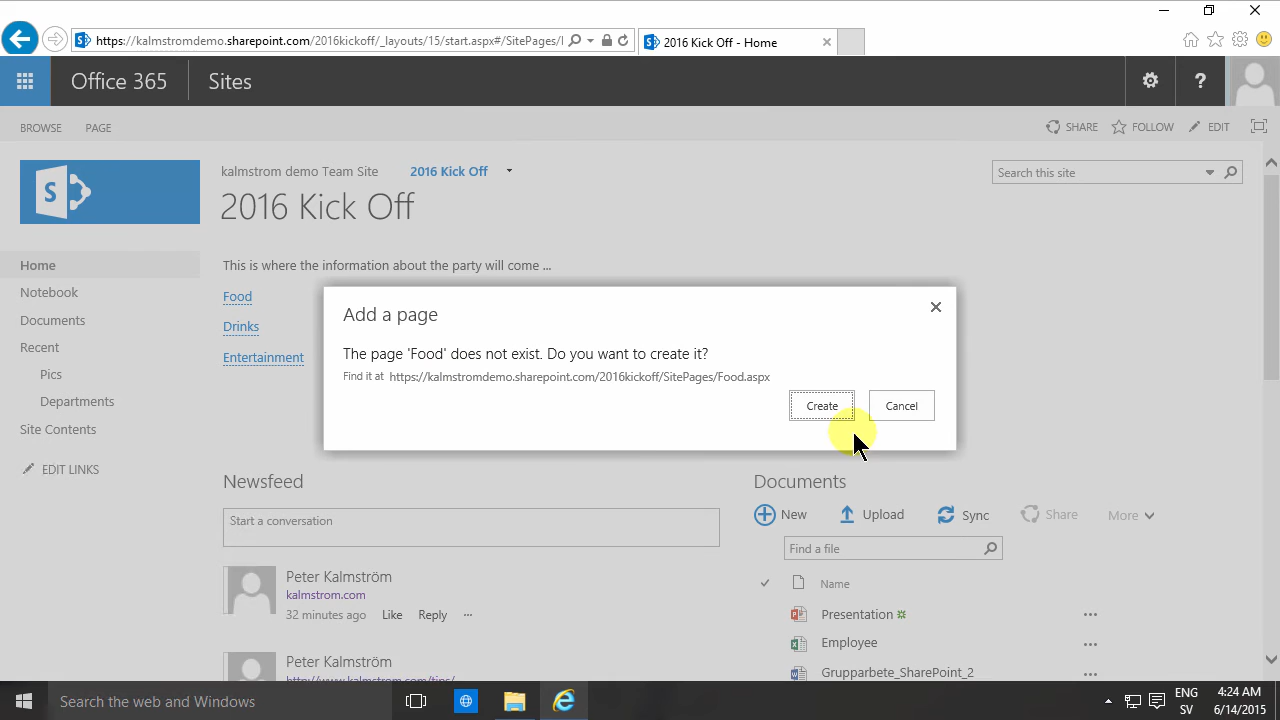 https://kalmstromdemo.sharepoint.com/2016kickoff/_layouts/15/start.aspx#/SitePages/
2016 Kick Off - Home
Office 365
Sites
?
BROWSE
PAGE
SHARE
FOLLOW
EDIT
S
kalmstrom demo Team Site
2016 Kick Off
Search this site
2016 Kick Off
Home
Notebook
Documents
Recent
Pics
Departments
Site Contents
EDIT LINKS
This is where the information about the party will come ...
Food
Drinks
Entertainment
Add a page
The page 'Food' does not exist. Do you want to create it?
Find it at https://kalmstromdemo.sharepoint.com/2016kickoff/SitePages/Food.aspx
Create
Cancel
Newsfeed
Start a conversation
Peter Kalmström
kalmstrom.com
32 minutes ago Like Reply ...
Peter Kalmström
http://www.kalmstrom.com/tips/
Documents
New
Upload
Sync
Share
More
Find a file
Name
Presentation
...
Employee
...
Grupparbete_SharePoint_2
...
Search the web and Windows
ENG
SV
4:24 AM
6/14/2015